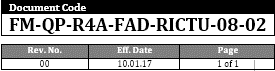 Document Code
FM-QP-R4A-FAD-RICTU-08-02
Rev. No. Eff. Date Page
00 10.01.17 1 of 1